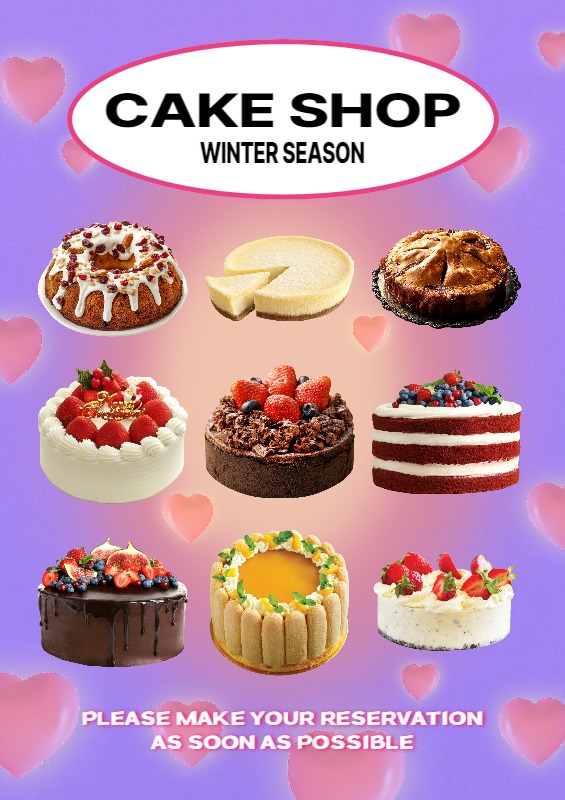 CAKE SHOP
WINTER SEASON
PLEASE MAKE YOUR RESERVATION
AS SOON AS POSSIBLE